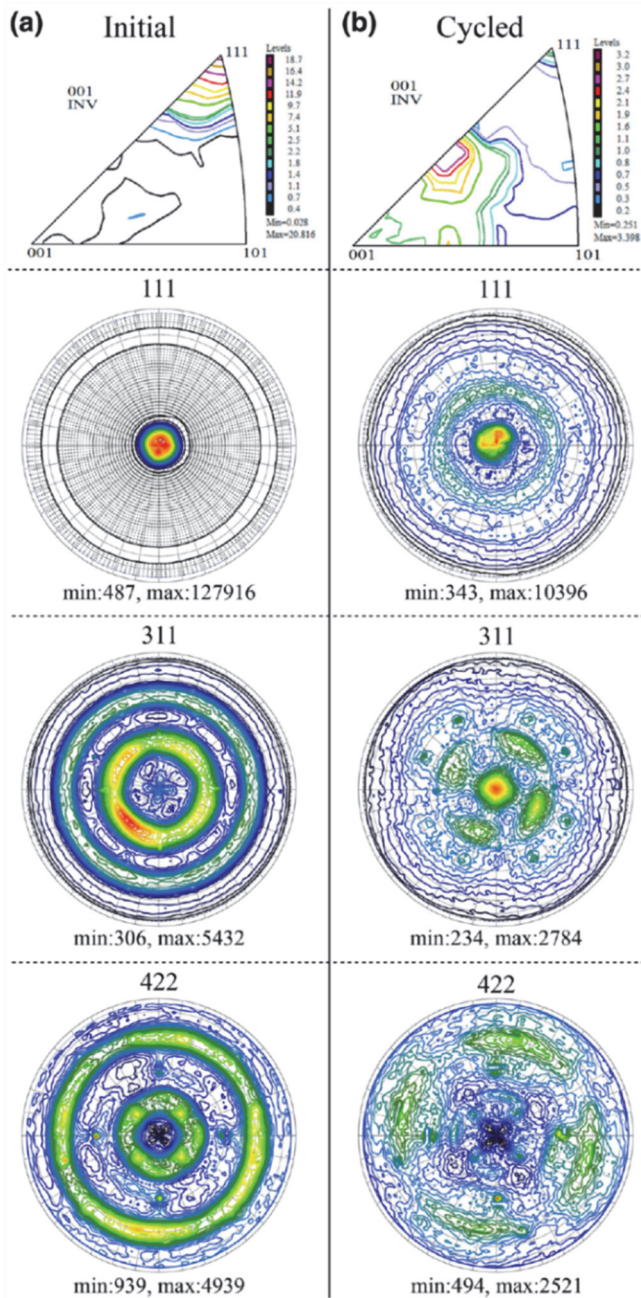 (a) Initial
111
Levels
18.7
16.4
14.2
11.9
9.7
7.4
5.1
2.5
2.2
1.8
1.4
1.1
0.7
0.4
Min=0.028
Max=20.816
001
INV
001
101
111
min:487, max:127916
311
min:306, max:5432
422
min:939, max:4939
(b) Cycled
111
Levels
3.2
3.0
2.7
2.4
2.1
1.9
1.6
1.1
1.0
0.8
0.6
0.5
0.3
0.2
Min=0.251
Max=3.398
001
INV
001
101
111
min:343, max:10396
311
min:234, max:2784
422
min:494, max:2521